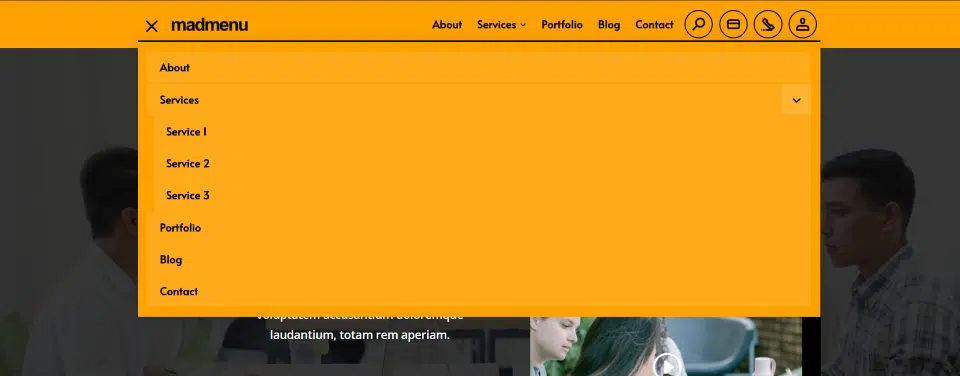 madmenu
About Services Portfolio Blog Contact
About
Services
Service 1
Service 2
Service 3
Portfolio
Blog
Contact
voluptatem accusantium doloremque
laudantium, totam rem aperiam.